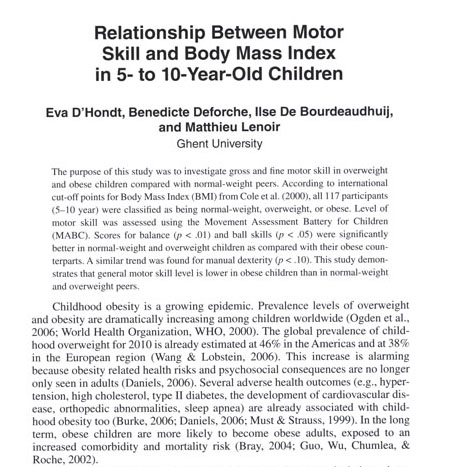 Relationship Between Motor
Skill and Body Mass Index
in 5- to 10-Year-Old Children
Eva D'Hondt, Benedicte Deforche, Ilse De Bourdeaudhuij,
and Matthieu Lenoir
Ghent University
The purpose of this study was to investigate gross and fine motor skill in overweight
and obese children compared with normal-weight peers. According to international
cut-off points for Body Mass Index (BMI) from Cole et al. (2000), all 117 participants
(5–10 year) were classified as being normal-weight, overweight, or obese. Level of
motor skill was assessed using the Movement Assessment Battery for Children
(MABC). Scores for balance (p < .01) and ball skills (p < .05) were significantly
better in normal-weight and overweight children as compared with their obese coun-
terparts. A similar trend was found for manual dexterity (p < .10). This study demon-
strates that general motor skill level is lower in obese children than in normal-weight
and overweight peers.
Childhood obesity is a growing epidemic. Prevalence levels of overweight
and obesity are dramatically increasing among children worldwide (Ogden et al.,
2006; World Health Organization, WHO, 2000). The global prevalence of child-
hood overweight for 2010 is already estimated at 46% in the Americas and at 38%
in the European region (Wang & Lobstein, 2006). This increase is alarming
because obesity related health risks and psychosocial consequences are no longer
only seen in adults (Daniels, 2006). Several adverse health outcomes (e.g., hyper-
tension, high cholesterol, type II diabetes, the development of cardiovascular dis-
ease, orthopedic abnormalities, sleep apnea) are already associated with child-
hood obesity too (Burke, 2006; Daniels, 2006; Must & Strauss, 1999). In the long
term, obese children are more likely to become obese adults, exposed to an
increased comorbidity and mortality risk (Bray, 2004; Guo, Wu, Chumlea, &
Roche, 2002).